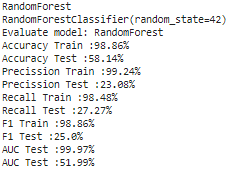 RandomForest
RandomForestClassifier(random_state=42)
Evaluate model: RandomForest
Accuracy Train :98.86%
Accuracy Test :58.14%
Precission Train :99.24%
Precission Test :23.08%
Recall Train :98.48%
Recall Test :27.27%
F1 Train :98.86%
F1 Test :25.0%
AUC Test :99.97%
AUC Test :51.99%